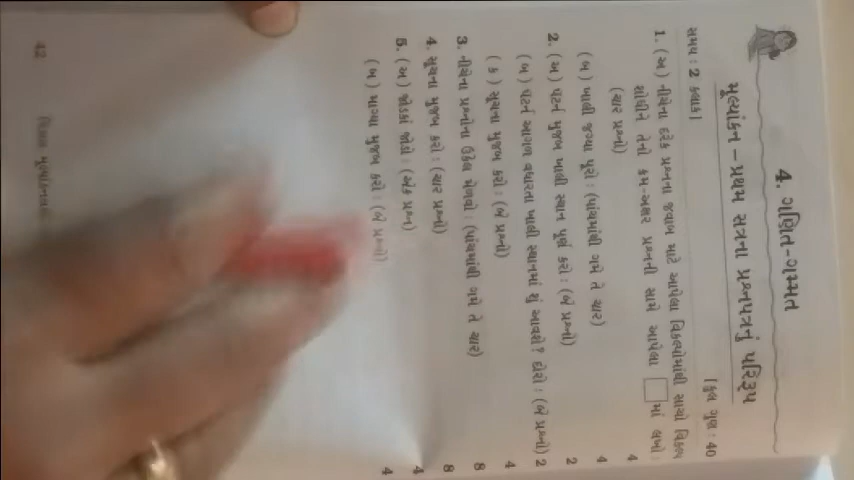 4. ગણિત-ગમ્મત
મૂલ્યાંકન – પ્રથમ સત્રના પ્રશ્નપત્રનું પરિરૂપ
સમય : 2 કલાક] [કુલ ગુણ : 40
1. (અ) નીચેના દરેક પ્રશ્નના જવાબ માટે આપેલા વિકલ્પોમાંથી સાચો વિકલ્પ
શોધીને તેનો ક્રમ-અક્ષર પ્રશ્નની સામે આપેલા □ માં લખો :
(ચાર પ્રશ્નો) 4
(બ) ખાલી જગ્યા પૂરો : (પાંચમાંથી ગમે તે ચાર) 4
2. (અ) પેટર્ન મુજબ ખાલી સ્થાન પૂર્ણ કરો : (બે પ્રશ્નો) 2
(બ) પેટર્ન આગળ વધારતા ખાલી સ્થાનમાં શું આવશે? દોરો : (બે પ્રશ્નો) 2
(ક) સૂચના મુજબ કરો : (બે પ્રશ્નો) 4
3. નીચેના પ્રશ્નોના ઉકેલ મેળવો : (પાંચમાંથી ગમે તે ચાર) 8
4. સૂચના મુજબ કરો : (ચાર પ્રશ્નો) 8
5. (અ) જોડકાં જોડો : (એક પ્રશ્ન) 4
(બ) માગ્યા મુજબ કરો : (બે પ્રશ્નો) 4
42